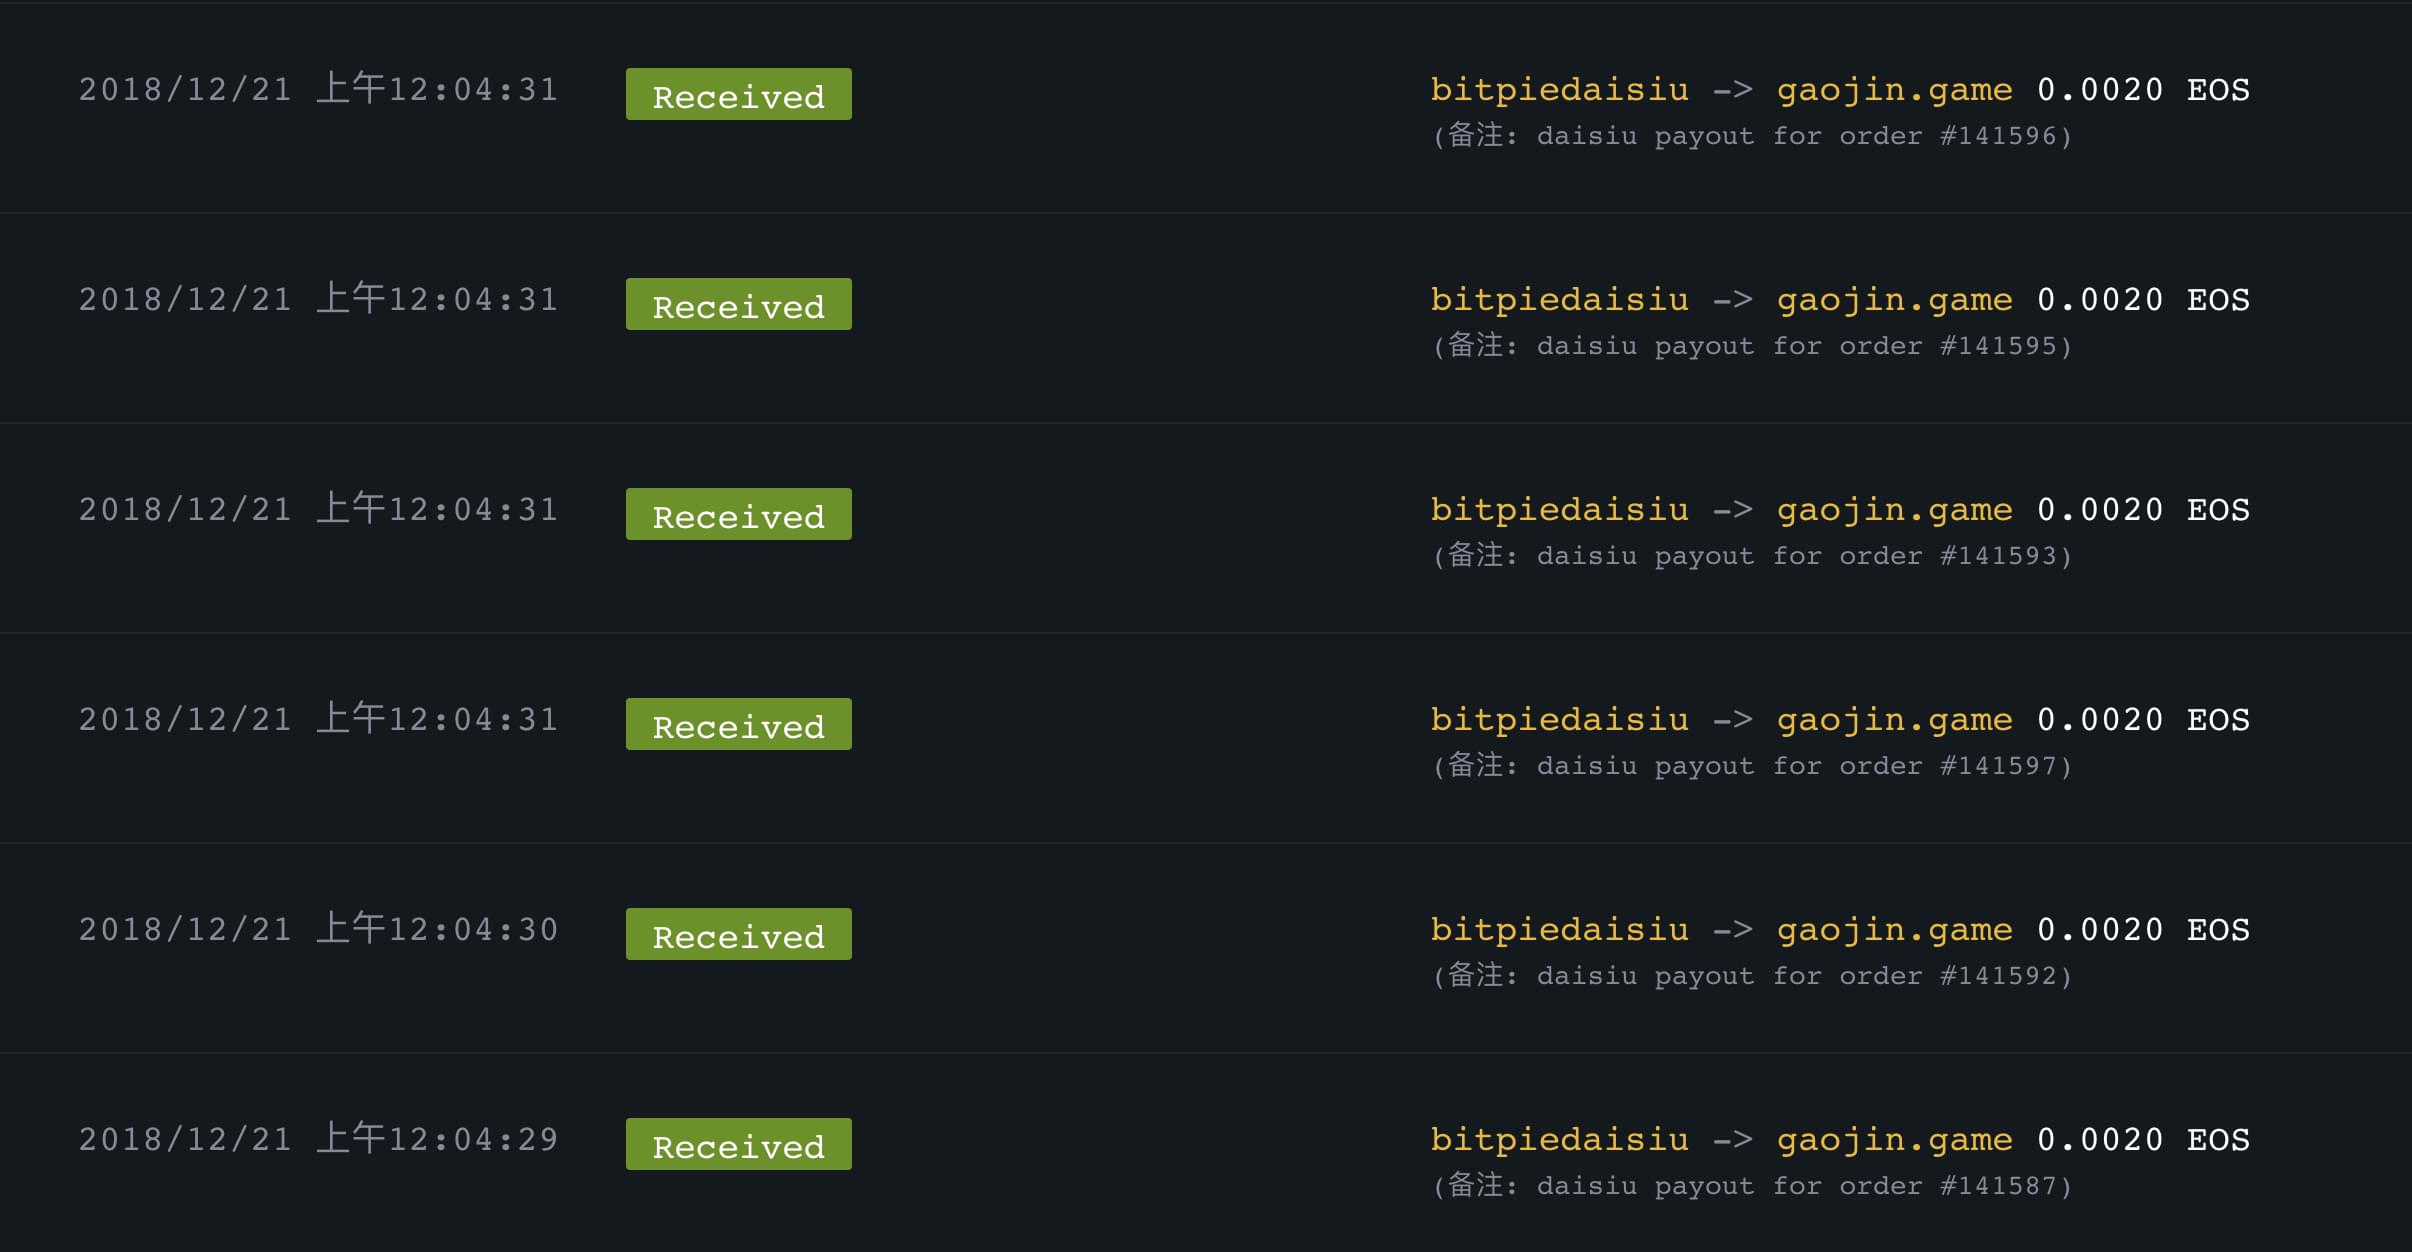 2018/12/21 上午12:04:31 Received bitpiedaisiu –> gaojin.game 0.0020 EOS
(备注: daisiu payout for order #141596)
2018/12/21 上午12:04:31 Received bitpiedaisiu –> gaojin.game 0.0020 EOS
(备注: daisiu payout for order #141595)
2018/12/21 上午12:04:31 Received bitpiedaisiu –> gaojin.game 0.0020 EOS
(备注: daisiu payout for order #141593)
2018/12/21 上午12:04:31 Received bitpiedaisiu –> gaojin.game 0.0020 EOS
(备注: daisiu payout for order #141597)
2018/12/21 上午12:04:30 Received bitpiedaisiu –> gaojin.game 0.0020 EOS
(备注: daisiu payout for order #141592)
2018/12/21 上午12:04:29 Received bitpiedaisiu –> gaojin.game 0.0020 EOS
(备注: daisiu payout for order #141587)